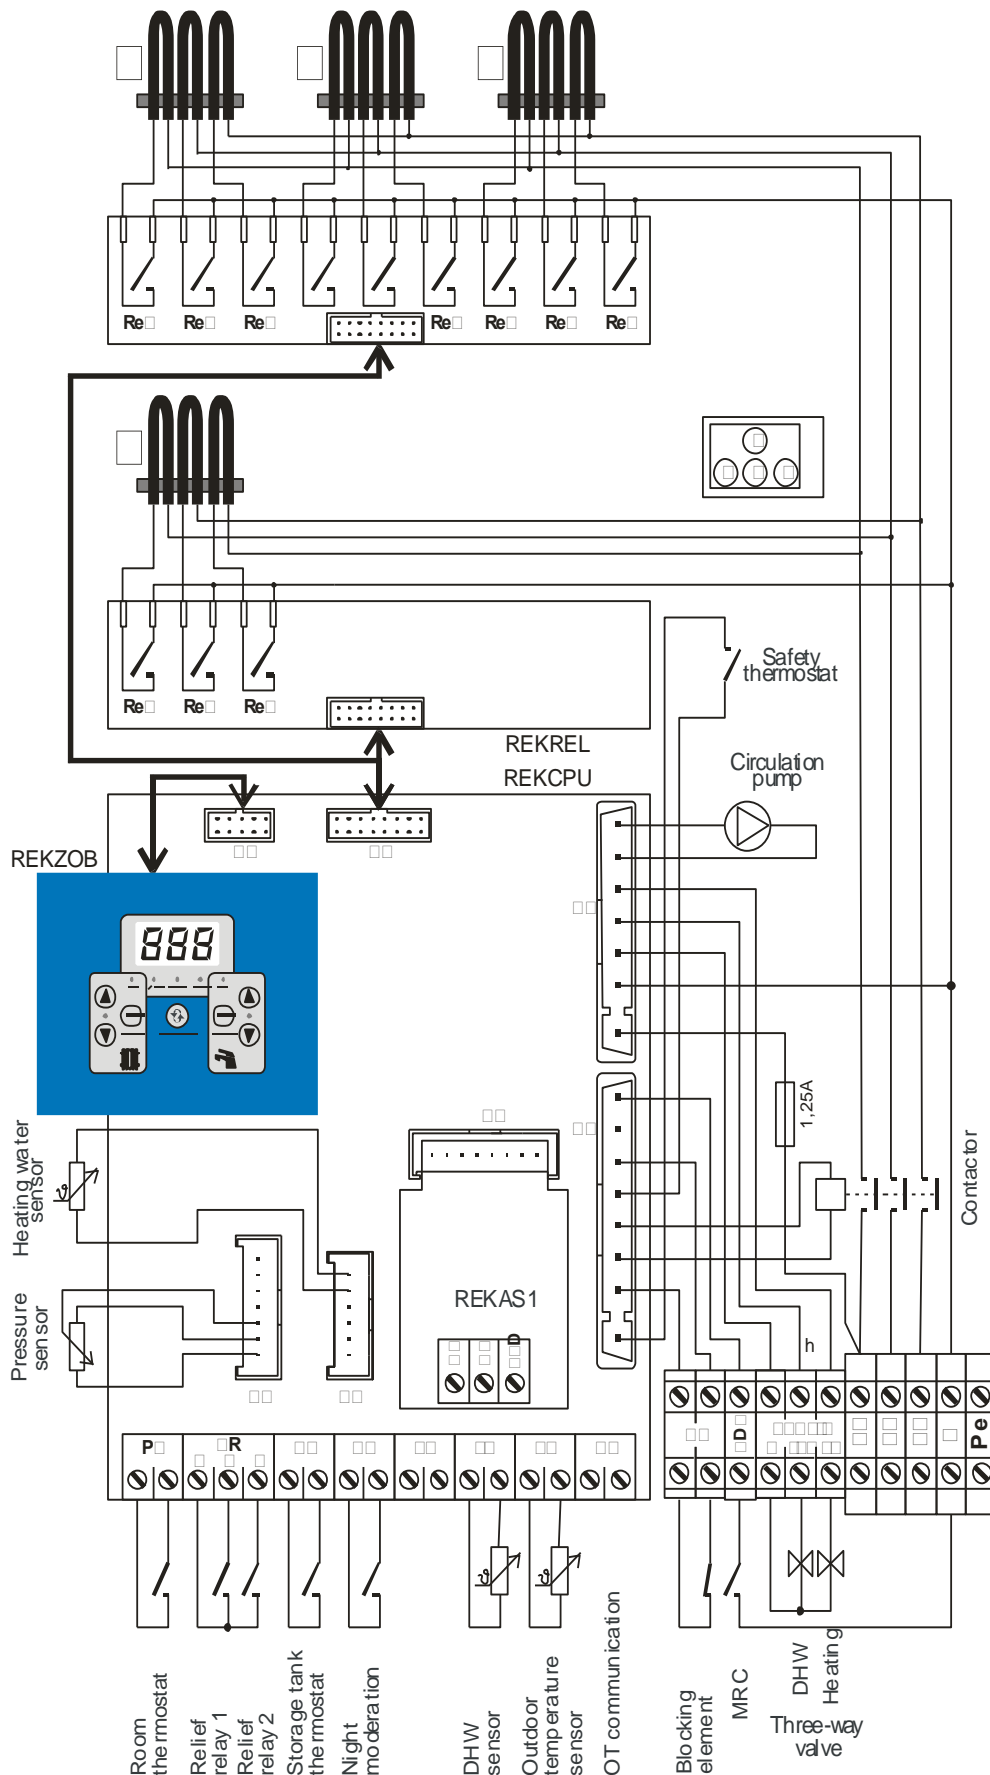 Re
Re
Re
Re
Re
Re
Re
Re
Re
Re
Safety
thermostat
REKREL
REKCPU
Circulation
pump
REKZOB
888
1,25A
Heating water
sensor
Contactor
Pressure
sensor
REKAS1
D
h
P
R
D
Pe
Room
thermostat
Relief
relay 1
Relief
relay 2
Storage tank
thermostat
Night
moderation
DHW
sensor
Outdoor
temperature
sensor
OT communication
Blocking
element
MRC
DHW
Heating
Three-way
valve